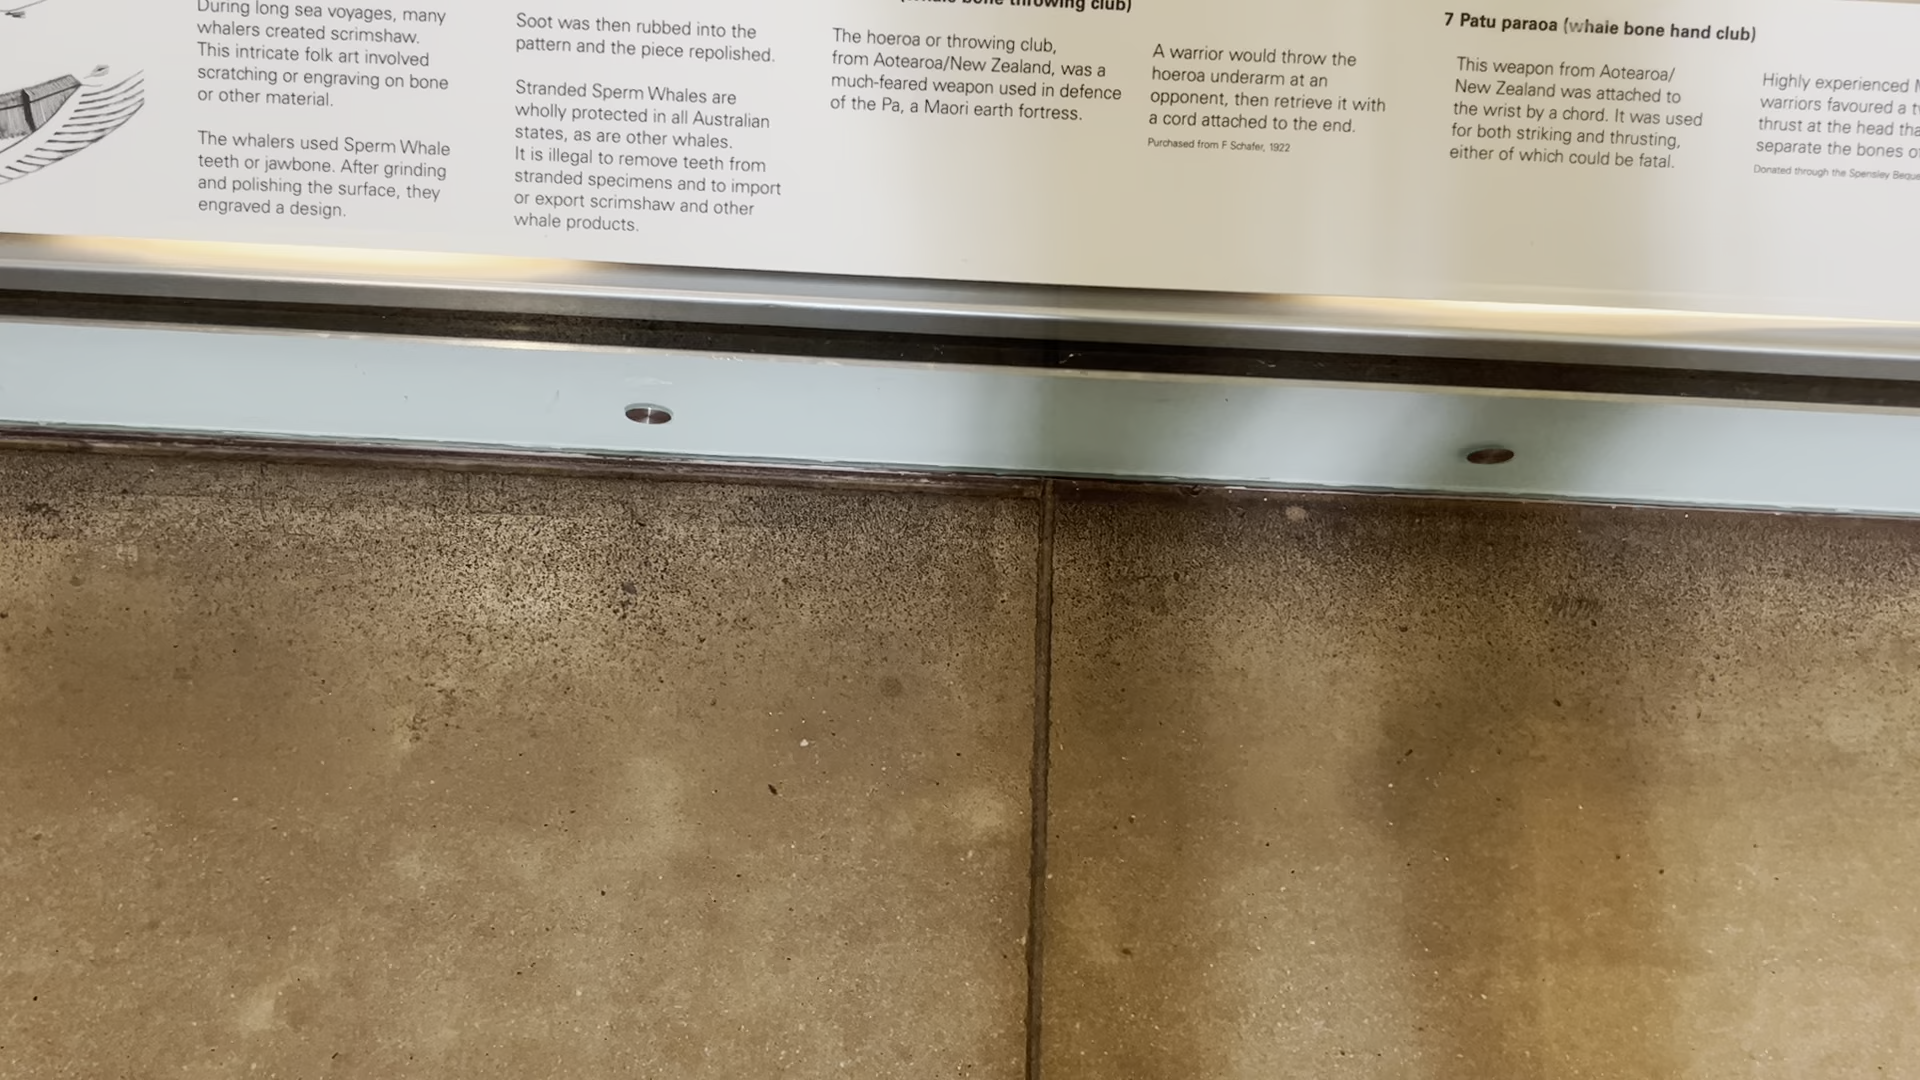 During long sea voyages, many
whalers created scrimshaw.
This intricate folk art involved
scratching or engraving on bone
or other material.
The whalers used Sperm Whale
teeth or jawbone. After grinding
and polishing the surface, they
engraved a design.
Soot was then rubbed into the
pattern and the piece repolished.
Stranded Sperm Whales are
wholly protected in all Australian
states, as are other whales.
It is illegal to remove teeth from
stranded specimens and to import
or export scrimshaw and other
whale products.
bone throwing club)
The hoeroa or throwing club,
from Aotearoa/New Zealand, was a
much-feared weapon used in defence
of the Pa, a Maori earth fortress.
A warrior would throw the
hoeroa underarm at an
opponent, then retrieve it with
a cord attached to the end.
Purchased from F Schafer, 1922
7 Patu paraoa (whale bone hand club)
This weapon from Aotearoa/
New Zealand was attached to
the wrist by a chord. It was used
for both striking and thrusting,
either of which could be fatal.
Highly experienced
warriors favoured a
thrust at the head
separate the bones
Donated through the Spensley